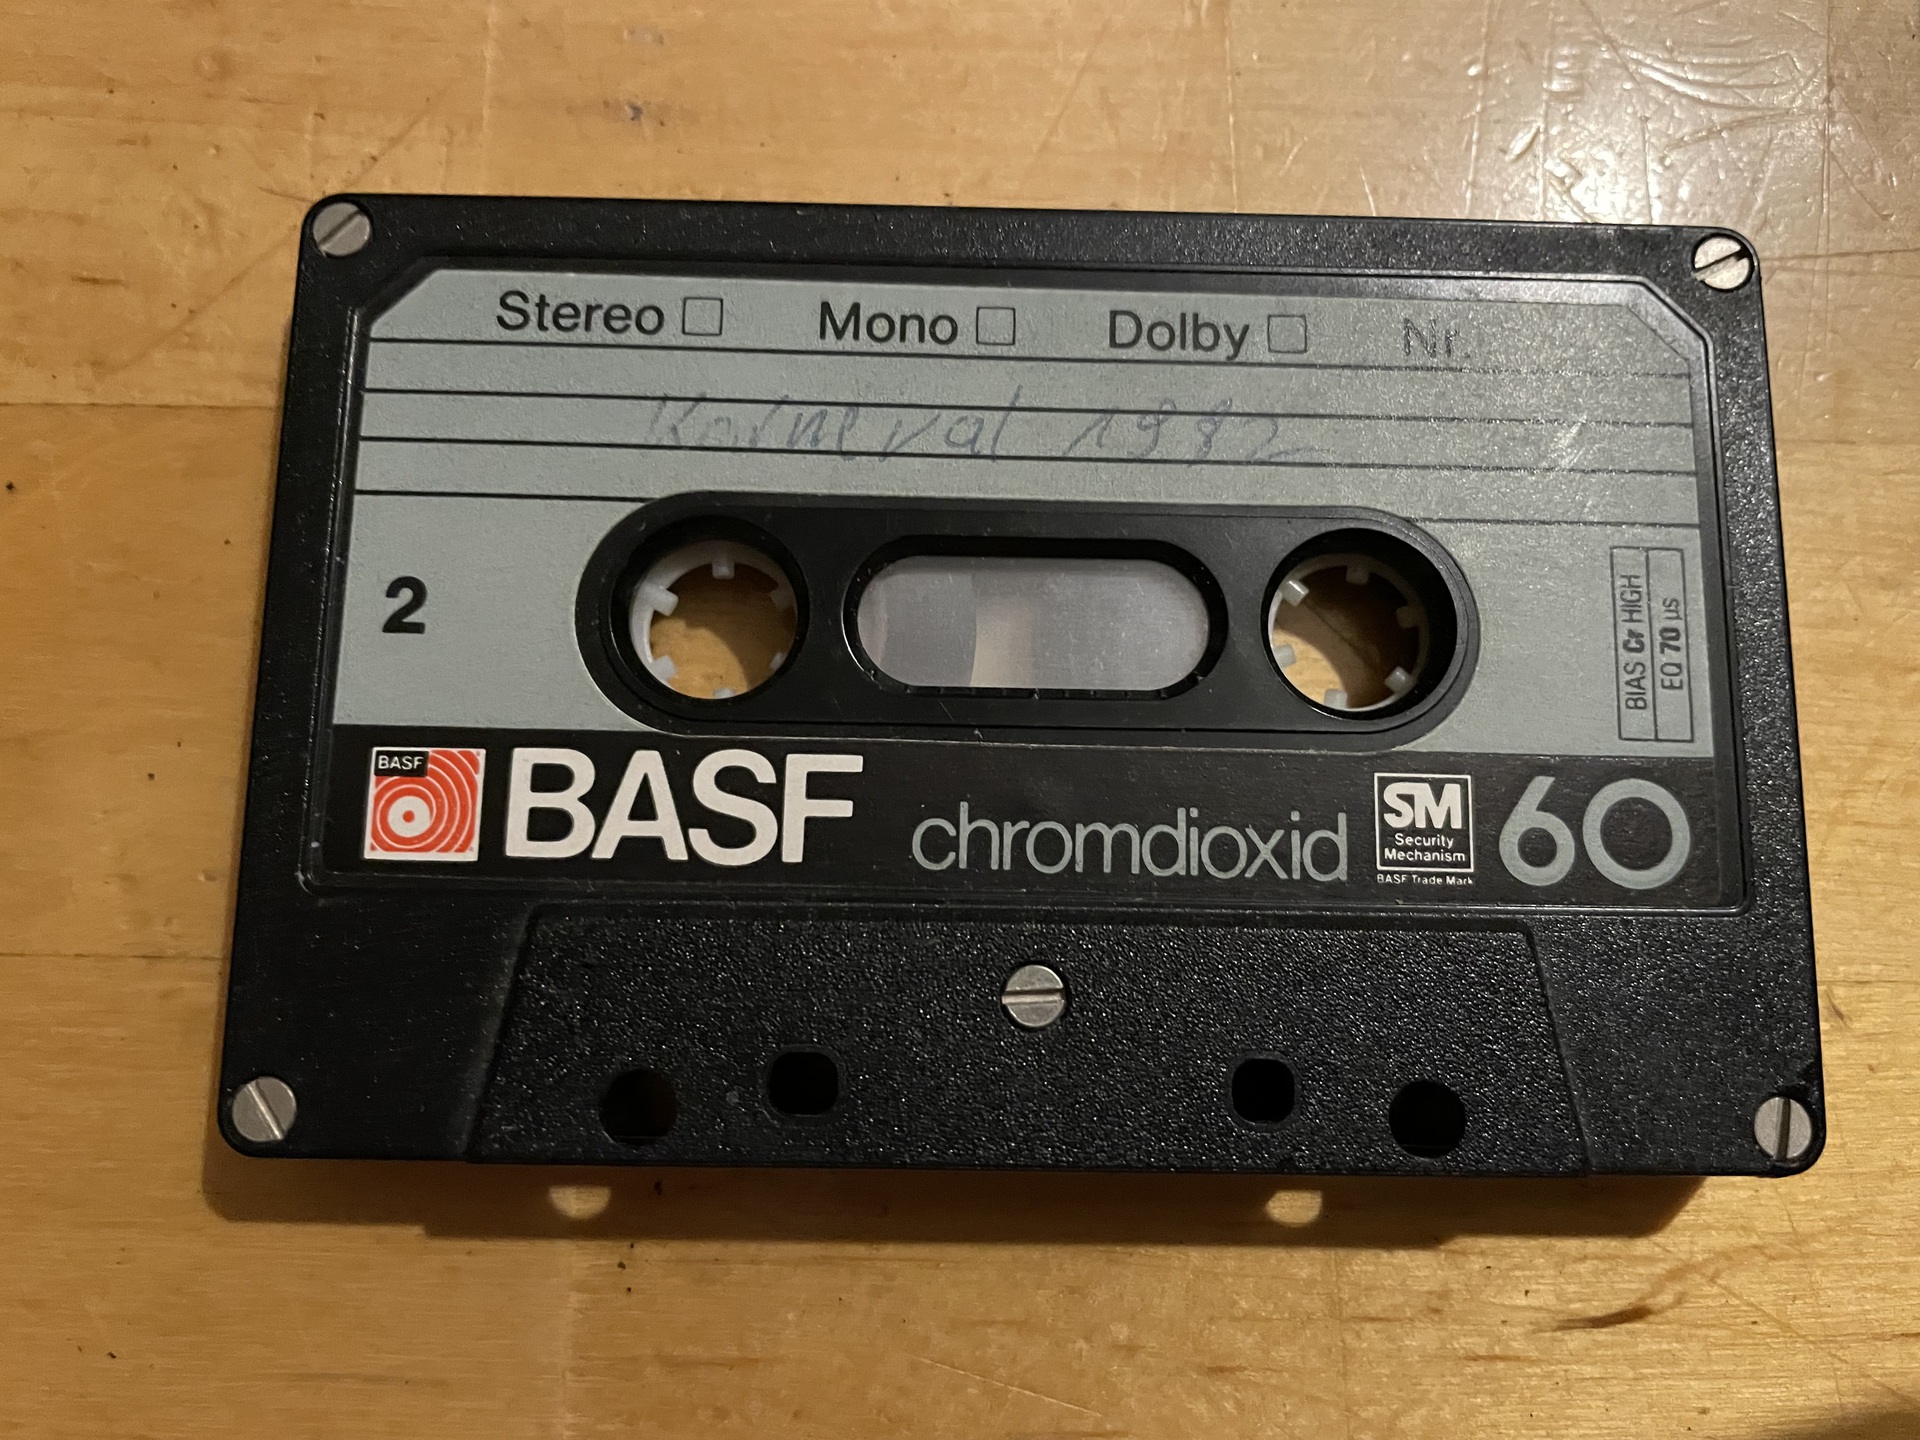 Stereo Mono Dolby Nr.
Karneval 1982
2
BIAS Cr HIGH
EQ 70 µs
BASF
BASF chromdioxid
SM
Security
Mechanism
BASF Trade Mark
60